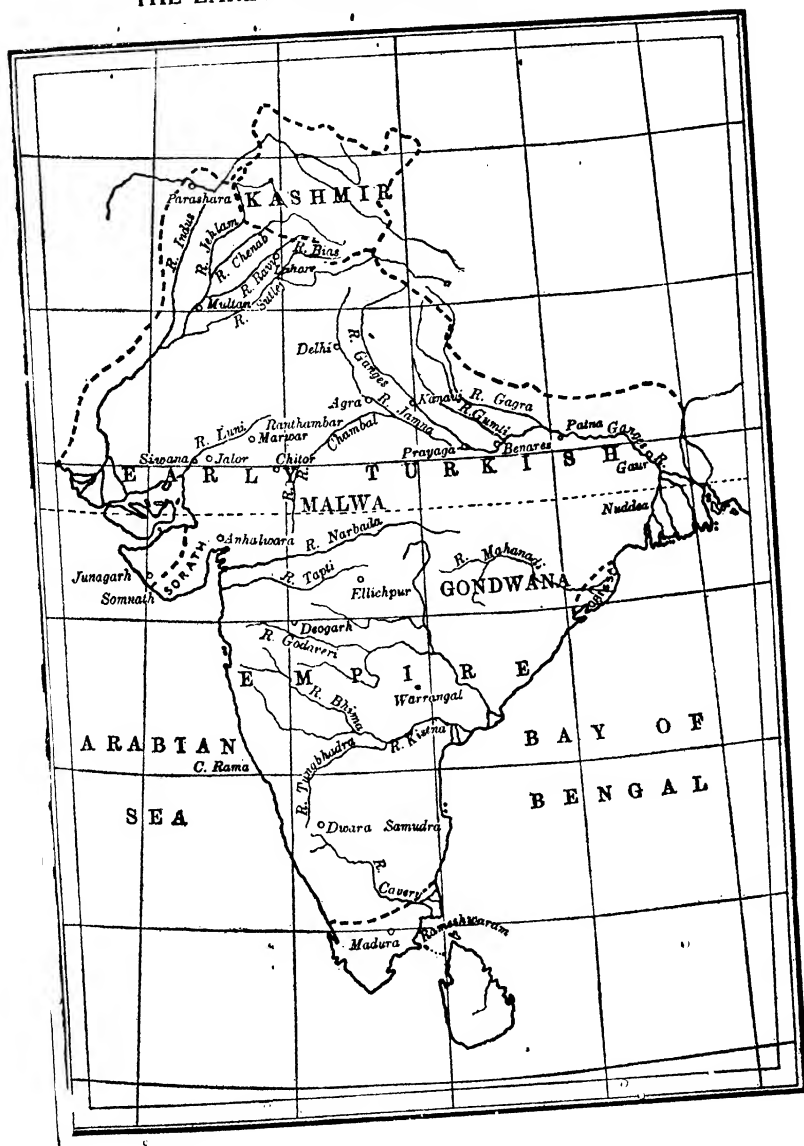 Parashara
KASHMIR
R. Indus
R. Jehlam
R. Chenab
R. Ravi
R. Bias
Lahore
Multan
R. Sutlej
Delhi
R. Ganges
Agra
R. Jamna
Kanauj
R. Gumti
R. Gagra
R. Luni
Ranthambar
Marwar
R. Chambal
Prayaga
Benares
Patna
Ganges R.
Siwana
Jalor
Chitor
Gaur
EARLY TURKISH
MALWA
Nuddea
Anhalwara
R. Narbada
R. Mahanadi
Junagarh
SORATH
R. Tapti
Ellichpur
GONDWANA
Somnath
Deogarh
R. Godaveri
EMPIRE
R. Bhima
Warrangal
ARABIAN
SEA
C. Rama
R. Tungbhadra
R. Kistna
BAY OF
BENGAL
Dwara Samudra
R. Cavery
Madura
Rameshwaram